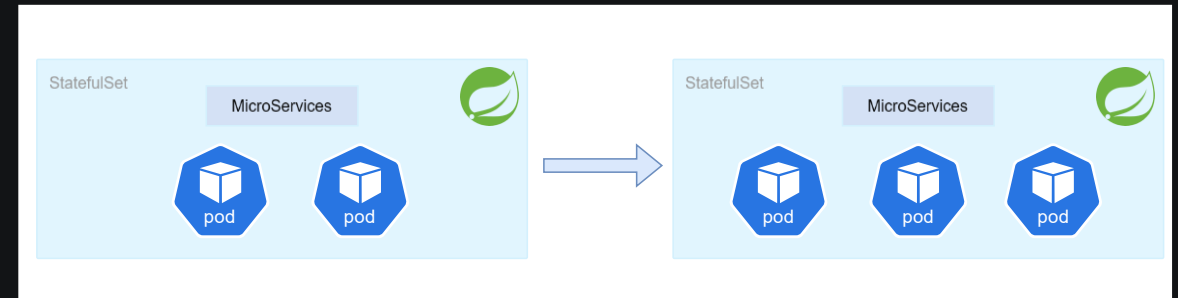 StatefulSet
MicroServices
pod
pod
StatefulSet
MicroServices
pod
pod
pod